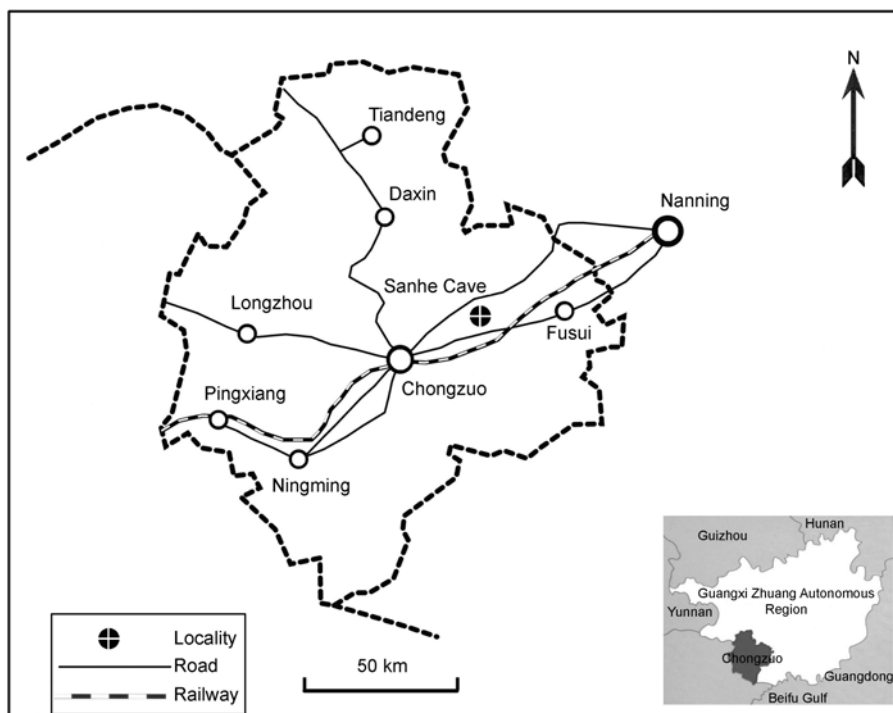 N
Tiandeng
Daxin
Nanning
Sanhe Cave
Longzhou
Fusui
Pingxiang
Chongzuo
Ningming
Locality
Road
Railway
50 km
Hunan
Guizhou
Guangxi Zhuang Autonomous
Region
Yunnan
Chongzuo
Guangdong
Beifu Gulf